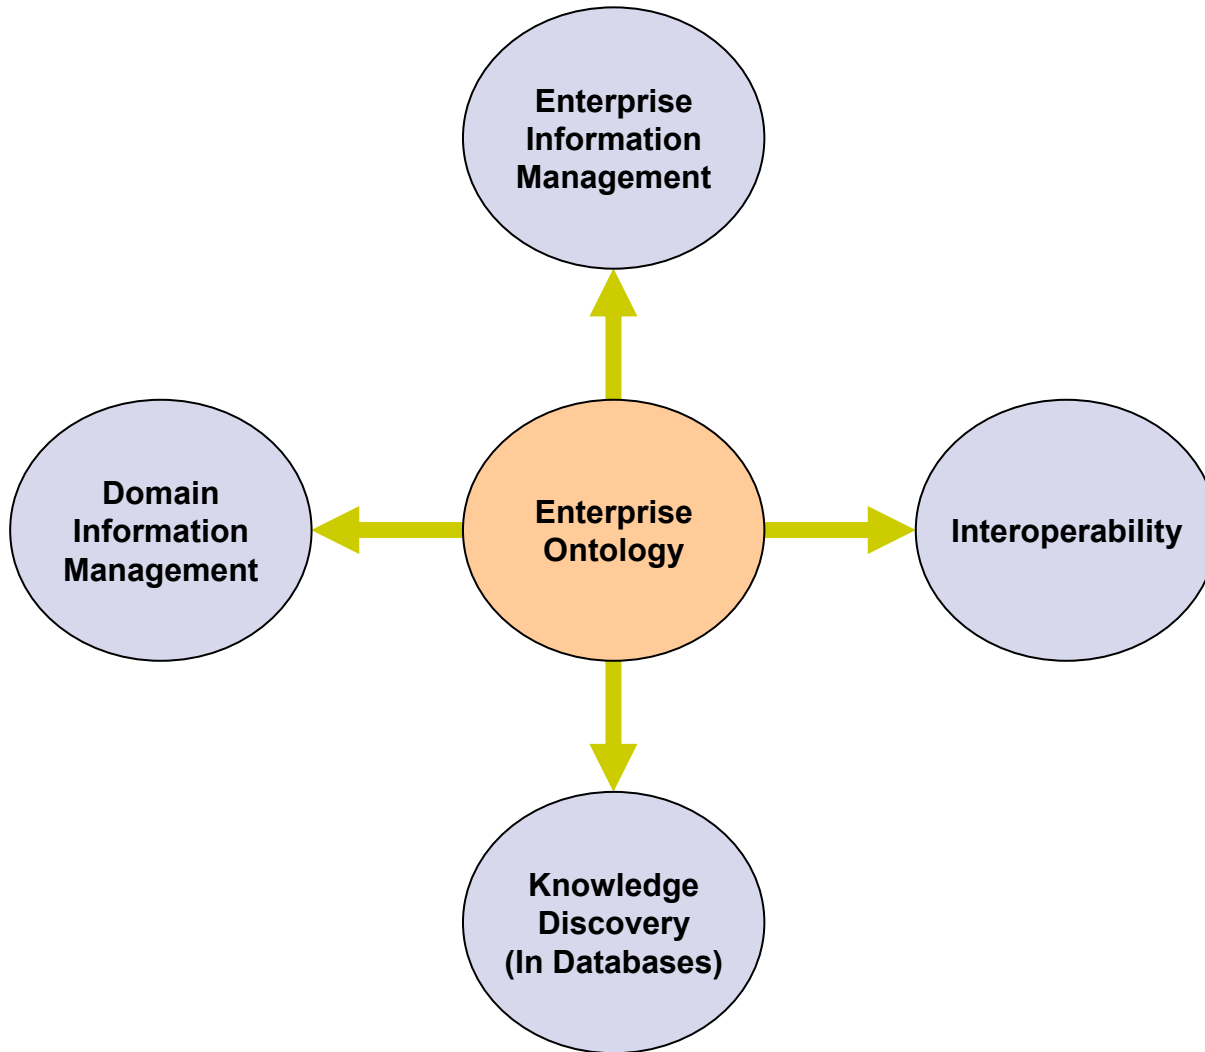 Enterprise
Information
Management
Domain
Information
Management
Enterprise
Ontology
Interoperability
Knowledge
Discovery
(In Databases)